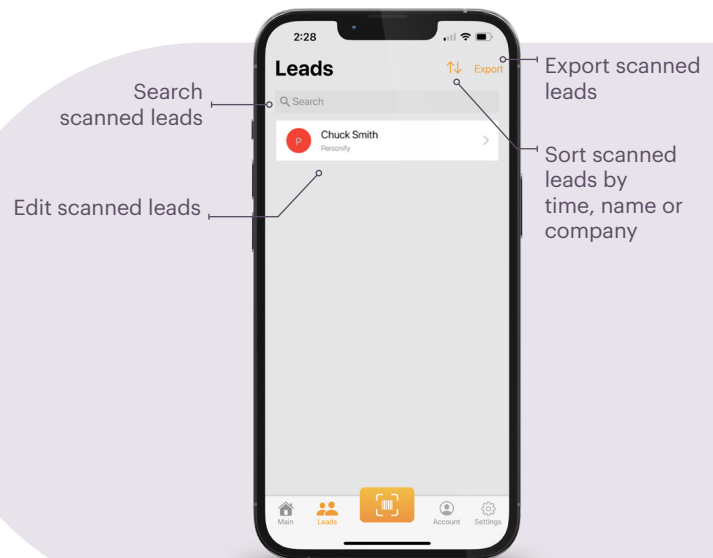 2:28
Leads
Export
Search
P
Chuck Smith
Personify
Main
Leads
Account
Settings
Search
scanned leads
Edit scanned leads
Export scanned
leads
Sort scanned
leads by
time, name or
company